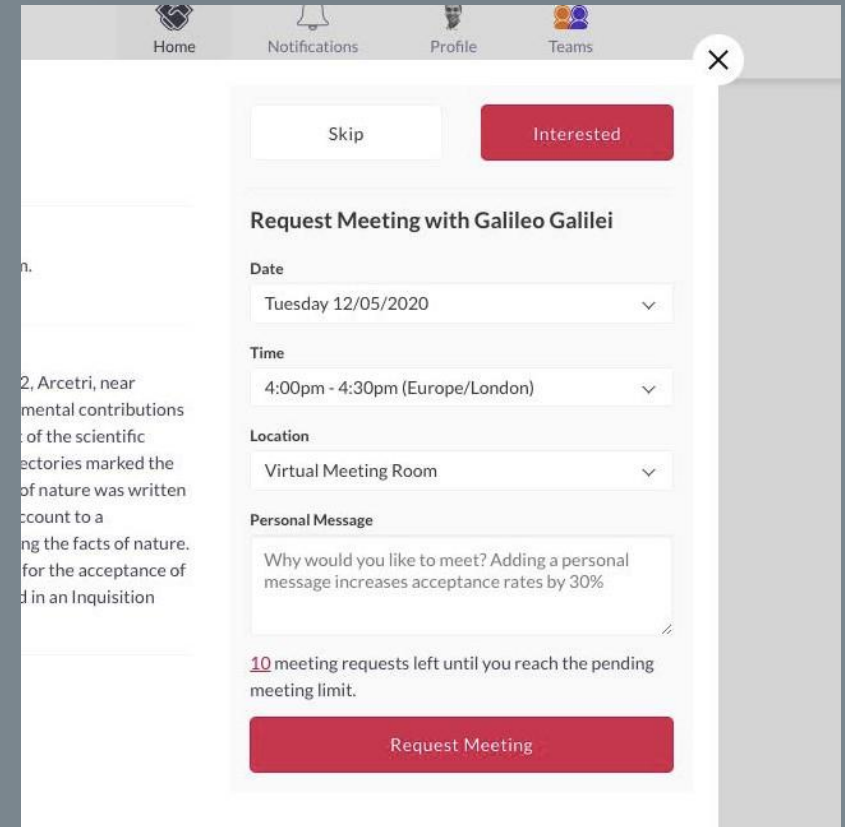 Home
Notifications
Profile
Teams
Skip
Interested
Request Meeting with Galileo Galilei
Date
Tuesday 12/05/2020
Time
4:00pm - 4:30pm (Europe/London)
Location
Virtual Meeting Room
Personal Message
Why would you like to meet? Adding a personal
message increases acceptance rates by 30%
10 meeting requests left until you reach the pending
meeting limit.
Request Meeting
2, Arcetri, near
mental contributions
of the scientific
ectories marked the
of nature was written
ccount to a
ng the facts of nature.
for the acceptance of
d in an Inquisition